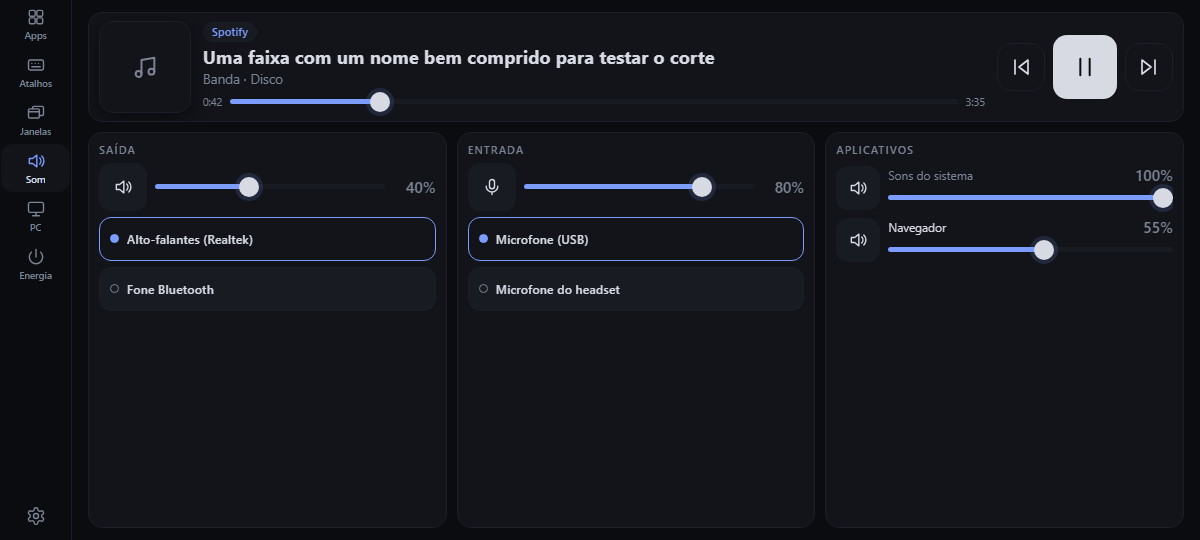 Apps
Atalhos
Janelas
Som
PC
Energia
Spotify
Uma faixa com um nome bem comprido para testar o corte
Banda · Disco
0:42
3:35
SAÍDA
40%
Alto-falantes (Realtek)
Fone Bluetooth
ENTRADA
80%
Microfone (USB)
Microfone do headset
APLICATIVOS
Sons do sistema 100%
Navegador 55%